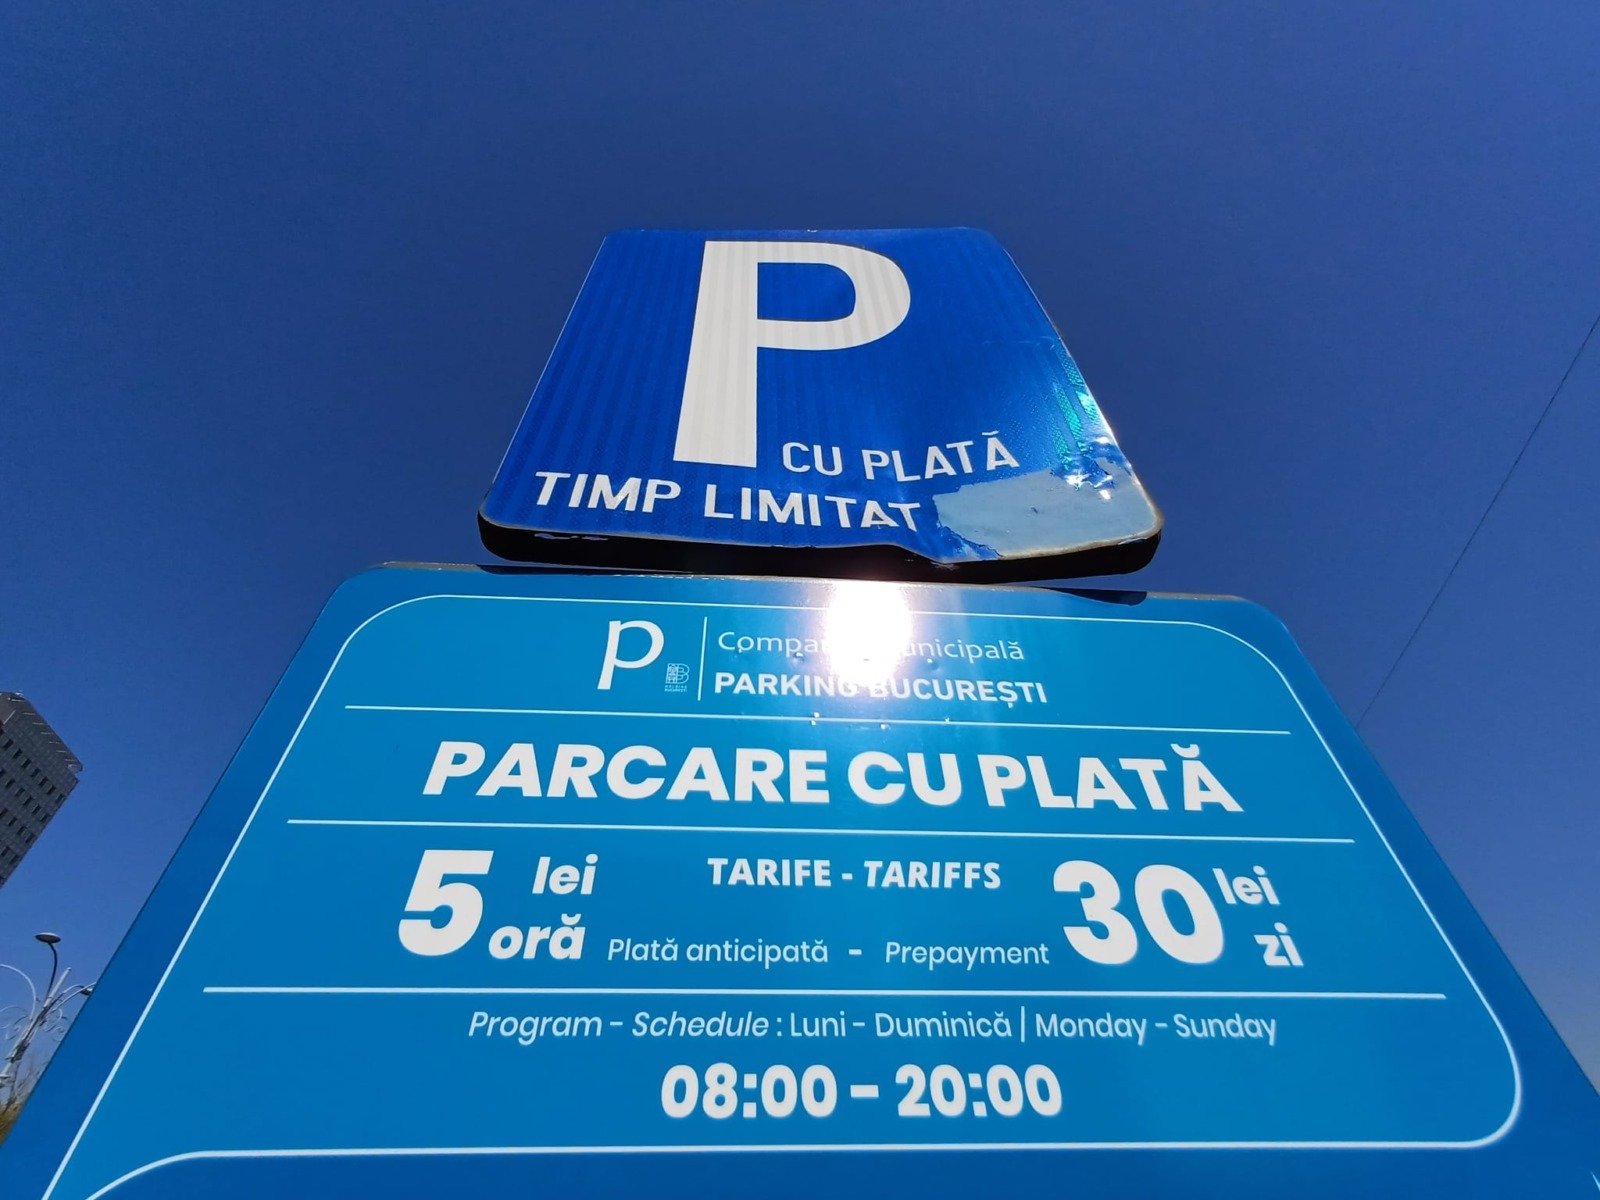 P
CU PLATĂ
TIMP LIMITAT
p
Municipală
PARKING BUCUREȘTI
PARCARE CU PLATĂ
TARIFE - TARIFFS
5 lei oră
Plată anticipată - Prepayment
30 lei zi
Program - Schedule : Luni - Duminică | Monday - Sunday
08:00 - 20:00